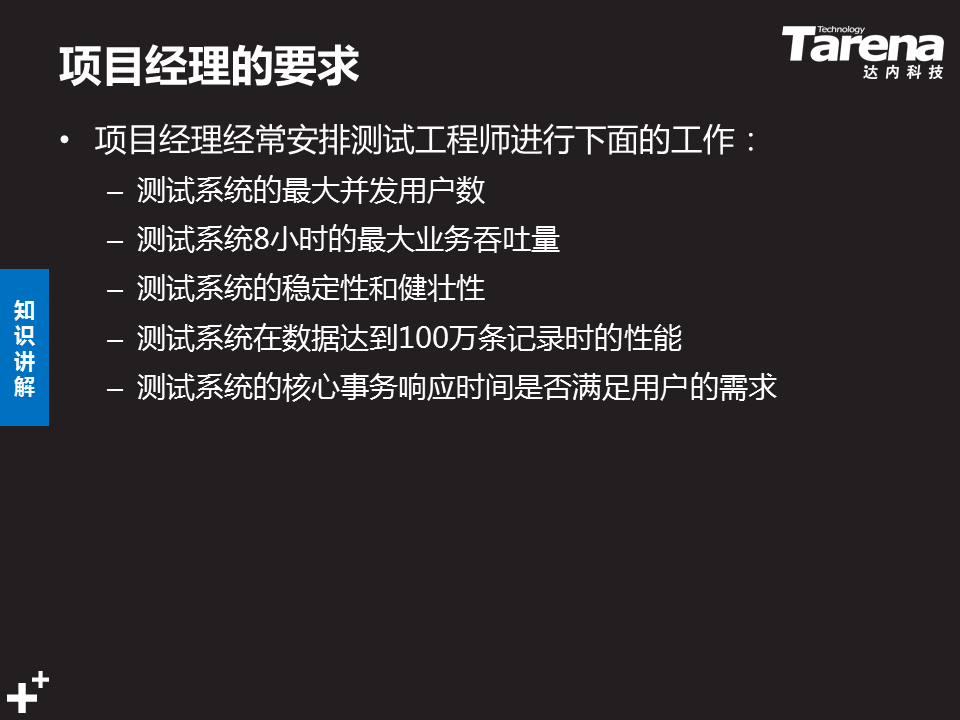 项目经理的要求
Technology
Tarena
达内科技
• 项目经理经常安排测试工程师进行下面的工作：
– 测试系统的最大并发用户数
– 测试系统8小时的最大业务吞吐量
– 测试系统的稳定性和健壮性
– 测试系统在数据达到100万条记录时的性能
– 测试系统的核心事务响应时间是否满足用户的需求
知
识
讲
解